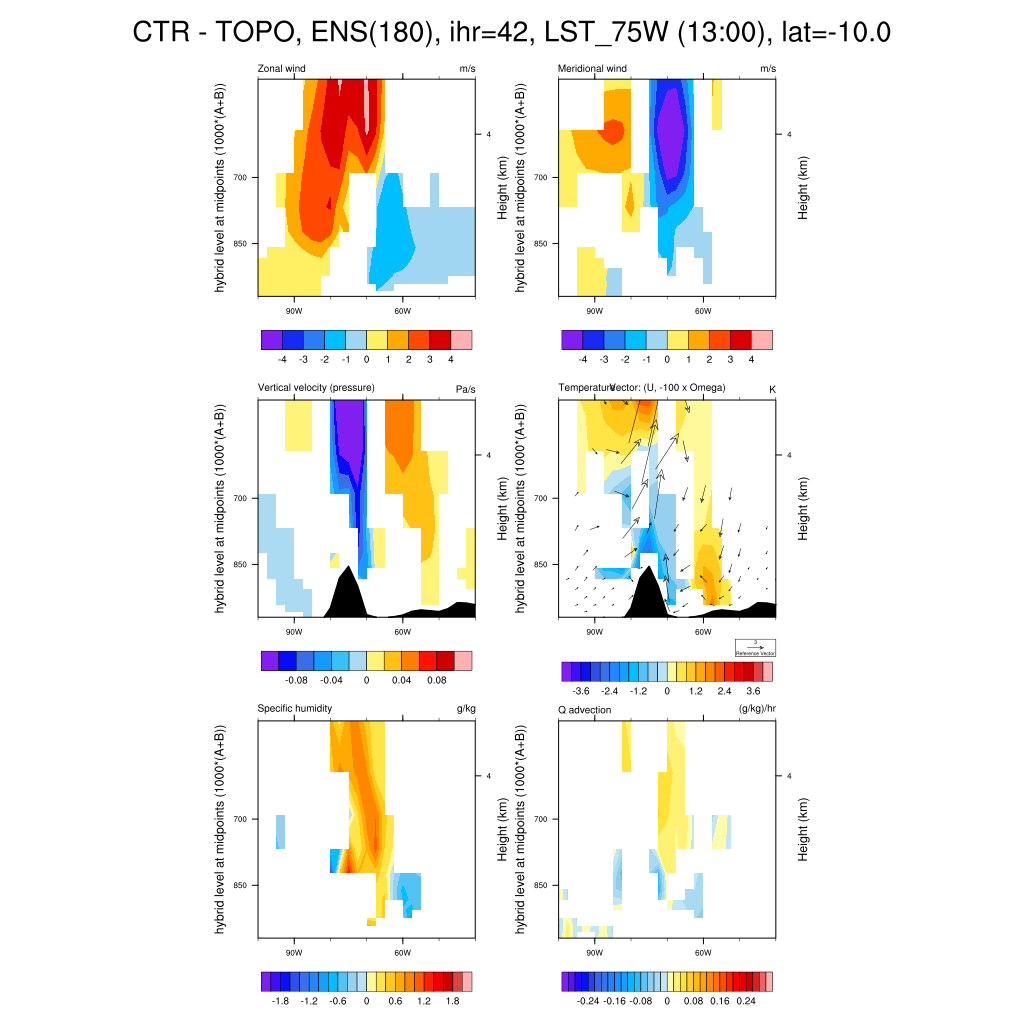 CTR - TOPO, ENS(180), ihr=42, LST_75W (13:00), lat=-10.0
Zonal wind m/s
hybrid level at midpoints (1000*(A+B))
700
850
4
Height (km)
90W 60W
-4 -3 -2 -1 0 1 2 3 4
Meridional wind m/s
hybrid level at midpoints (1000*(A+B))
700
850
4
Height (km)
90W 60W
-4 -3 -2 -1 0 1 2 3 4
Vertical velocity (pressure) Pa/s
hybrid level at midpoints (1000*(A+B))
700
850
4
Height (km)
90W 60W
-0.08 -0.04 0 0.04 0.08
Temperature Vector: (U, -100 x Omega) K
hybrid level at midpoints (1000*(A+B))
700
850
4
Height (km)
90W 60W
3
Reference Vector
-3.6 -2.4 -1.2 0 1.2 2.4 3.6
Specific humidity g/kg
hybrid level at midpoints (1000*(A+B))
700
850
4
Height (km)
90W 60W
-1.8 -1.2 -0.6 0 0.6 1.2 1.8
Q advection (g/kg)/hr
hybrid level at midpoints (1000*(A+B))
700
850
4
Height (km)
90W 60W
-0.24 -0.16 -0.08 0 0.08 0.16 0.24